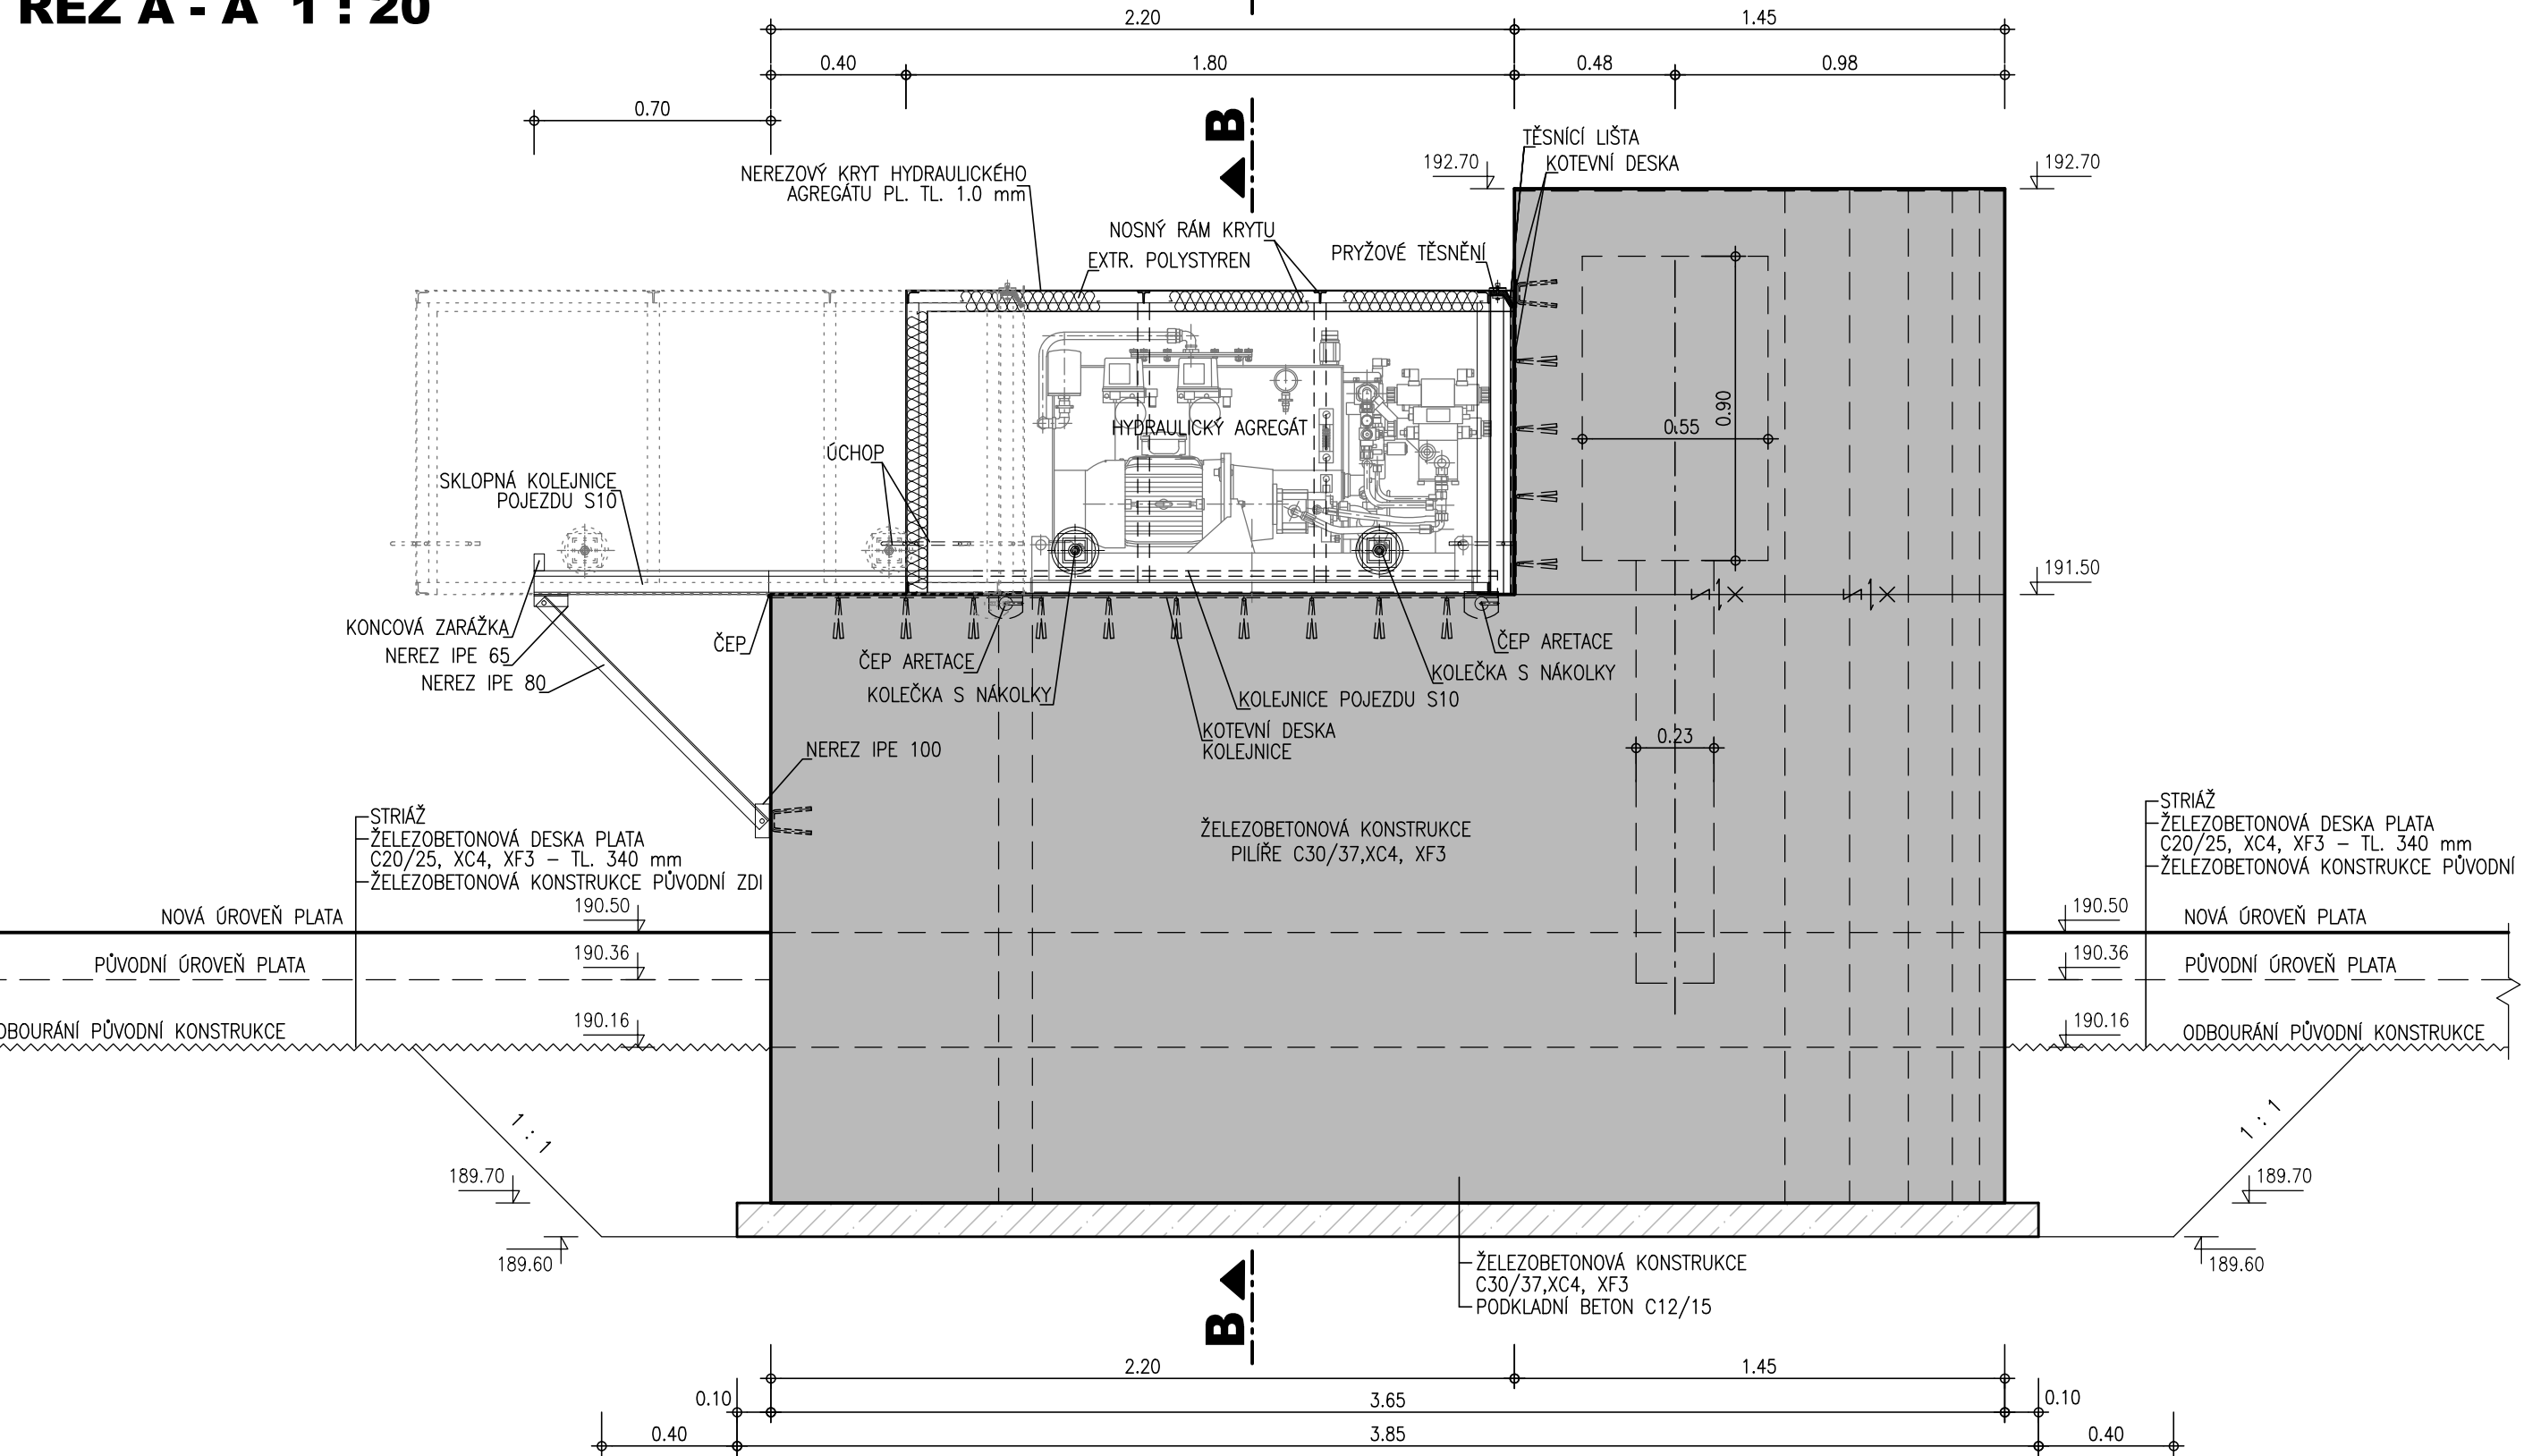 ŘEZ A - A 1 : 20
2.20
1.45
0.40
1.80
0.48
0.98
0.70
B
TĚSNÍCÍ LIŠTA
KOTEVNÍ DESKA
192.70
192.70
NEREZOVÝ KRYT HYDRAULICKÉHO
AGREGÁTU PL. TL. 1.0 mm
NOSNÝ RÁM KRYTU
EXTR. POLYSTYREN
PRYŽOVÉ TĚSNĚNÍ
HYDRAULICKÝ AGREGÁT
0.55
0.90
ÚCHOP
SKLOPNÁ KOLEJNICE
POJEZDU S10
191.50
KONCOVÁ ZARÁŽKA
NEREZ IPE 65
NEREZ IPE 80
ČEP
ČEP ARETACE
KOLEČKA S NÁKOLKY
ČEP ARETACE
KOLEČKA S NÁKOLKY
KOLEJNICE POJEZDU S10
KOTEVNÍ DESKA
KOLEJNICE
NEREZ IPE 100
0.23
STRIÁŽ
ŽELEZOBETONOVÁ DESKA PLATA
C20/25, XC4, XF3 – TL. 340 mm
ŽELEZOBETONOVÁ KONSTRUKCE PŮVODNÍ ZDI
ŽELEZOBETONOVÁ KONSTRUKCE
PILÍŘE C30/37,XC4, XF3
STRIÁŽ
ŽELEZOBETONOVÁ DESKA PLATA
C20/25, XC4, XF3 – TL. 340 mm
ŽELEZOBETONOVÁ KONSTRUKCE PŮVODNÍ
NOVÁ ÚROVEŇ PLATA
190.50
190.50
NOVÁ ÚROVEŇ PLATA
PŮVODNÍ ÚROVEŇ PLATA
190.36
190.36
PŮVODNÍ ÚROVEŇ PLATA
ODBOURÁNÍ PŮVODNÍ KONSTRUKCE
190.16
190.16
ODBOURÁNÍ PŮVODNÍ KONSTRUKCE
1 : 1
1 : 1
189.70
189.70
189.60
189.60
ŽELEZOBETONOVÁ KONSTRUKCE
C30/37,XC4, XF3
PODKLADNÍ BETON C12/15
B
2.20
1.45
0.10
3.65
0.10
0.40
3.85
0.40